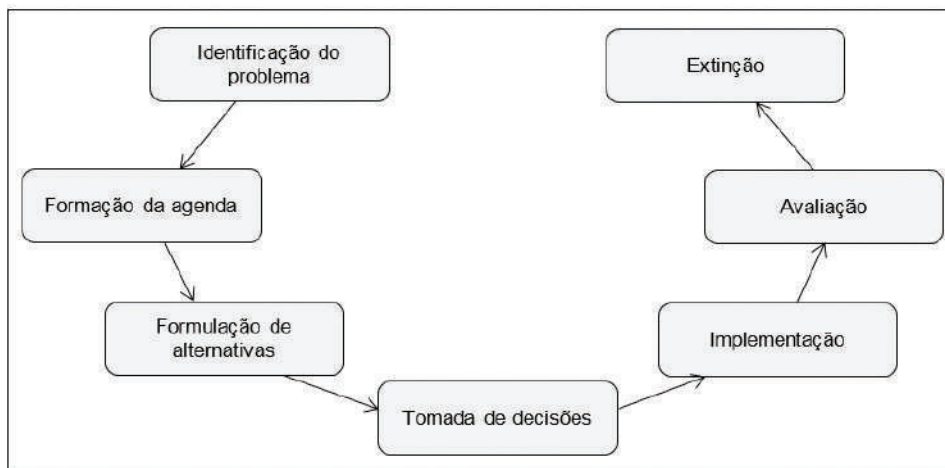 Identificação do
problema
Formação da agenda
Formulação de
alternativas
Tomada de decisões
Implementação
Avaliação
Extinção